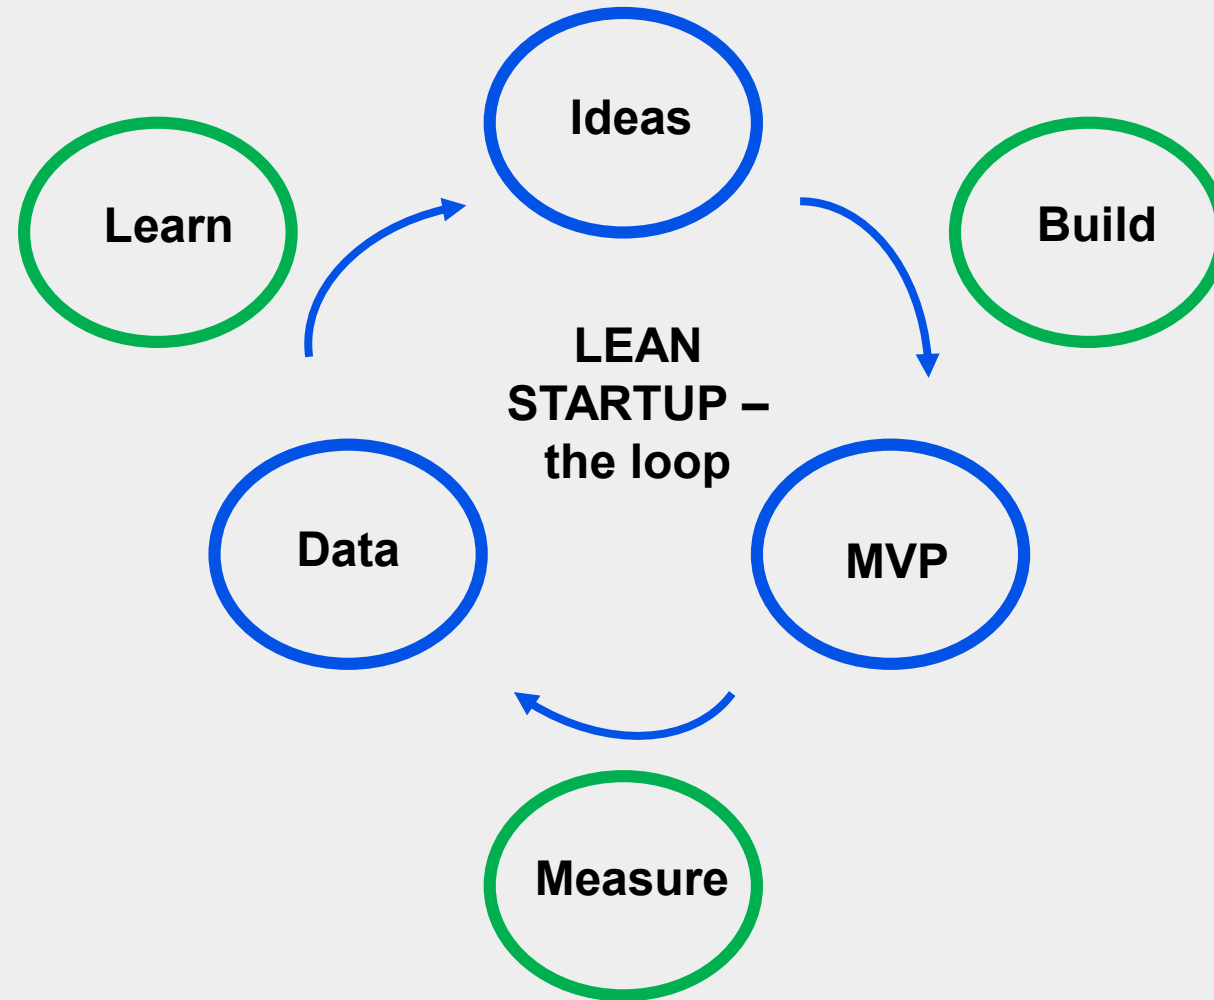 Ideas
Learn
Build
LEAN
STARTUP –
the loop
Data
MVP
Measure